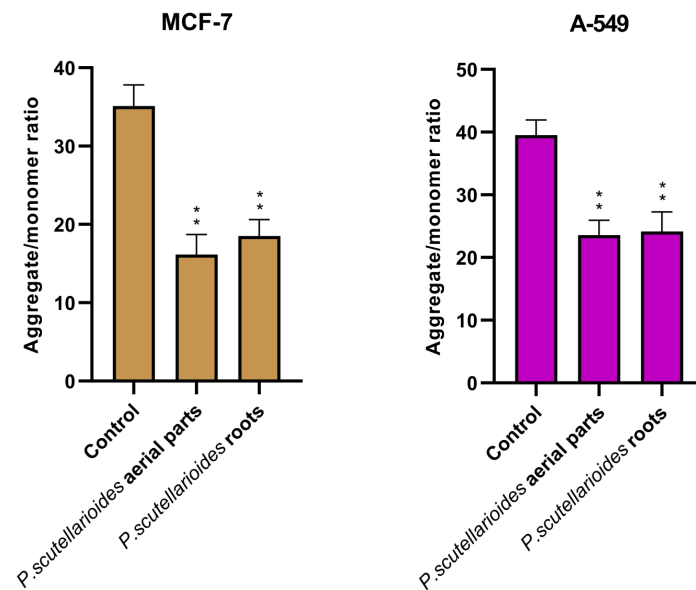 MCF-7
Aggregate/monomer ratio
40
30
20
10
0
**
**
Control
P.scutellarioides aerial parts
P.scutellarioides roots
A-549
Aggregate/monomer ratio
50
40
30
20
10
0
**
**
Control
P.scutellarioides aerial parts
P.scutellarioides roots